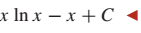 x ln x − x + C ◄